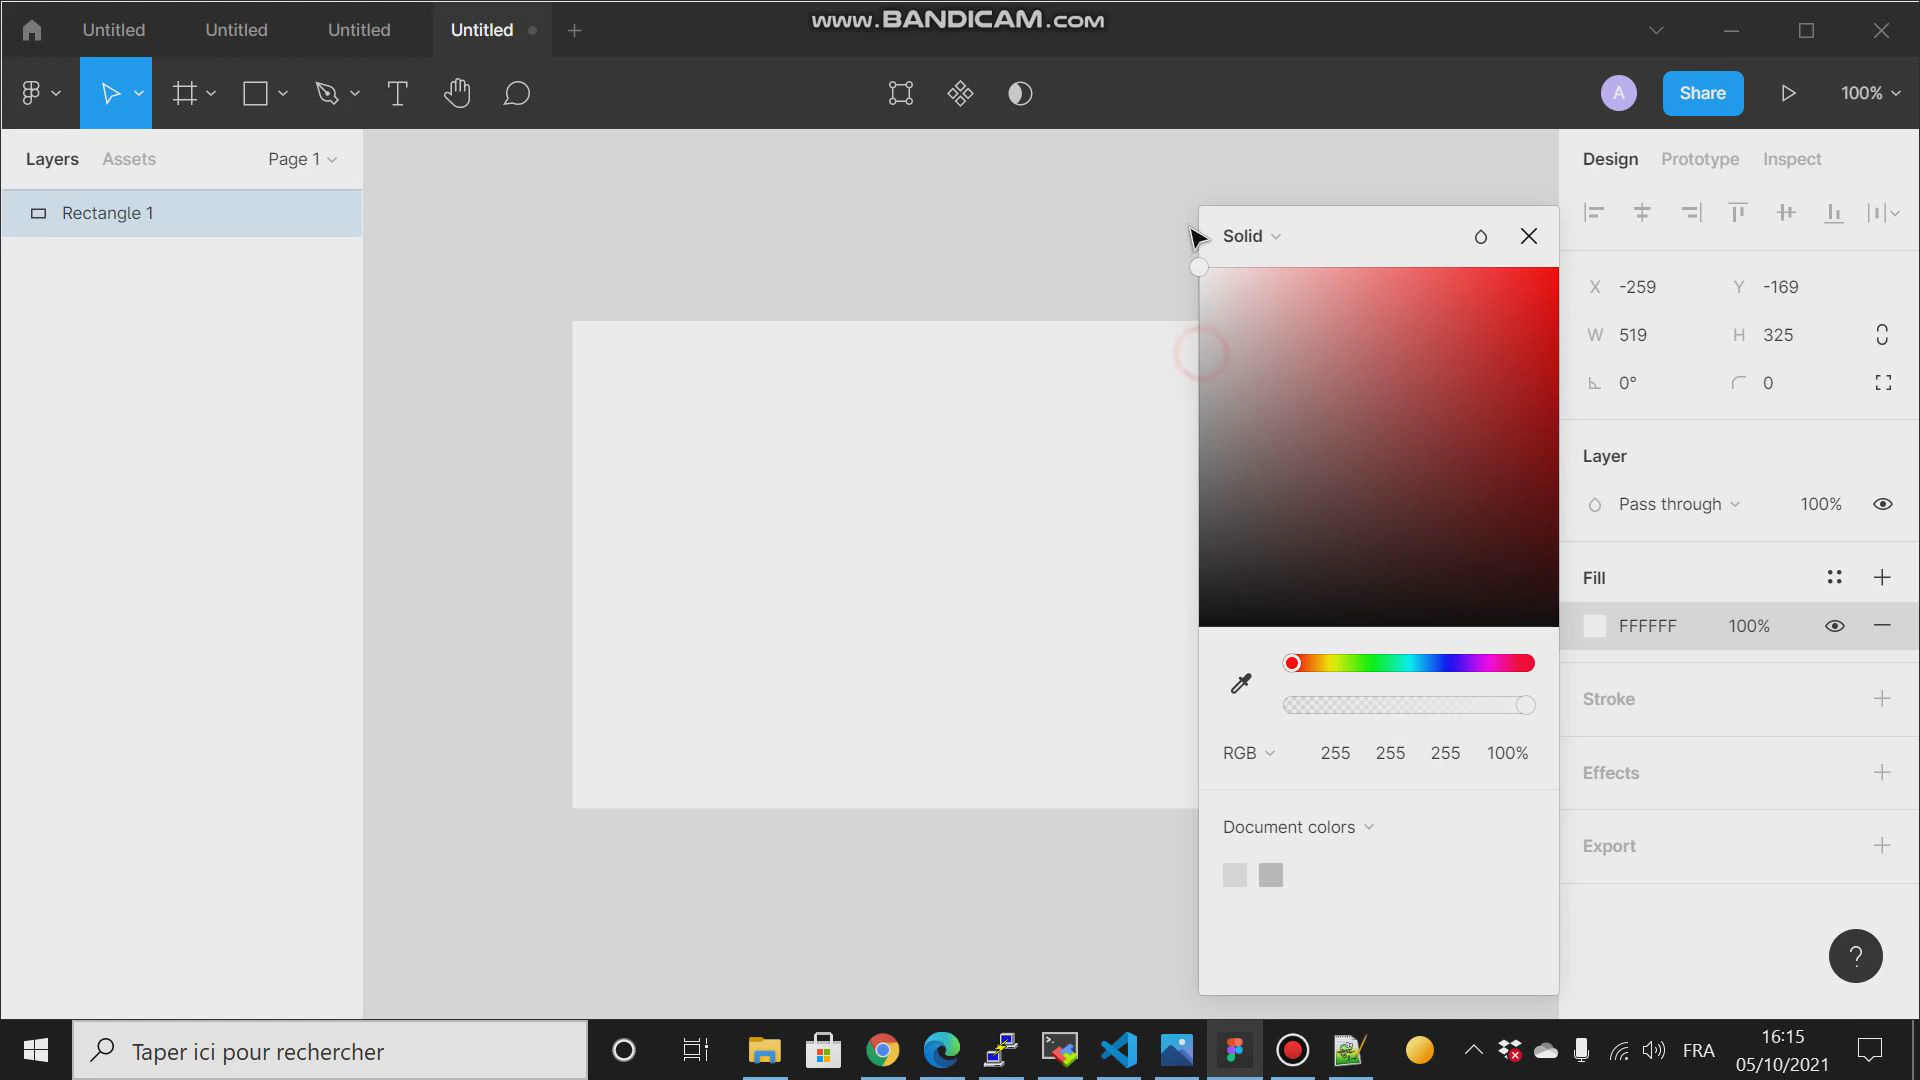 www.BANDICAM.com
Untitled
Untitled
Untitled
Untitled
A
Share
100%
Layers
Assets
Page 1
Rectangle 1
Design
Prototype
Inspect
Solid
X -259
Y -169
W 519
H 325
0°
0
Layer
Pass through
100%
Fill
FFFFFF
100%
Stroke
Effects
Export
RGB
255
255
255
100%
Document colors
?
Taper ici pour rechercher
FRA
16:15
05/10/2021